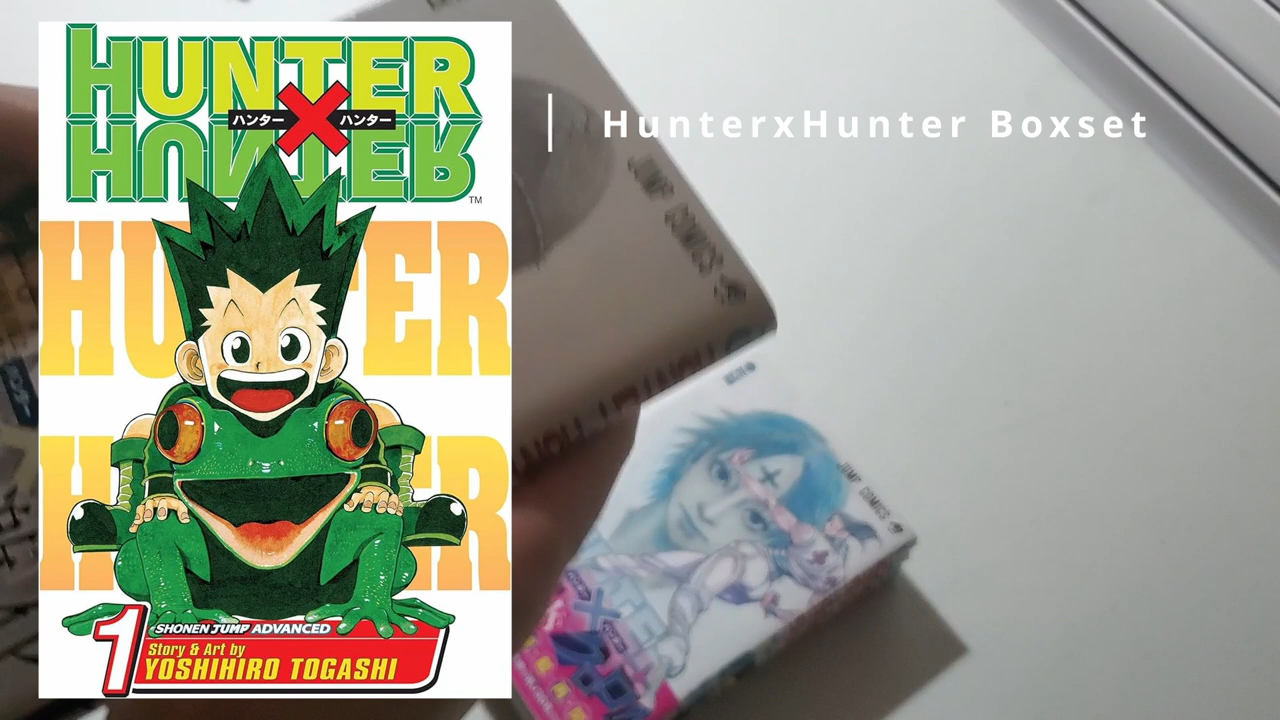 HUNTER
ハンター X ハンター
HUNTER
TM
HUNTER
HUNTER
1
SHONEN JUMP ADVANCED
Story & Art by
YOSHIHIRO TOGASHI
HunterxHunter Boxset
JUMP COMICS
JUMP COMICS